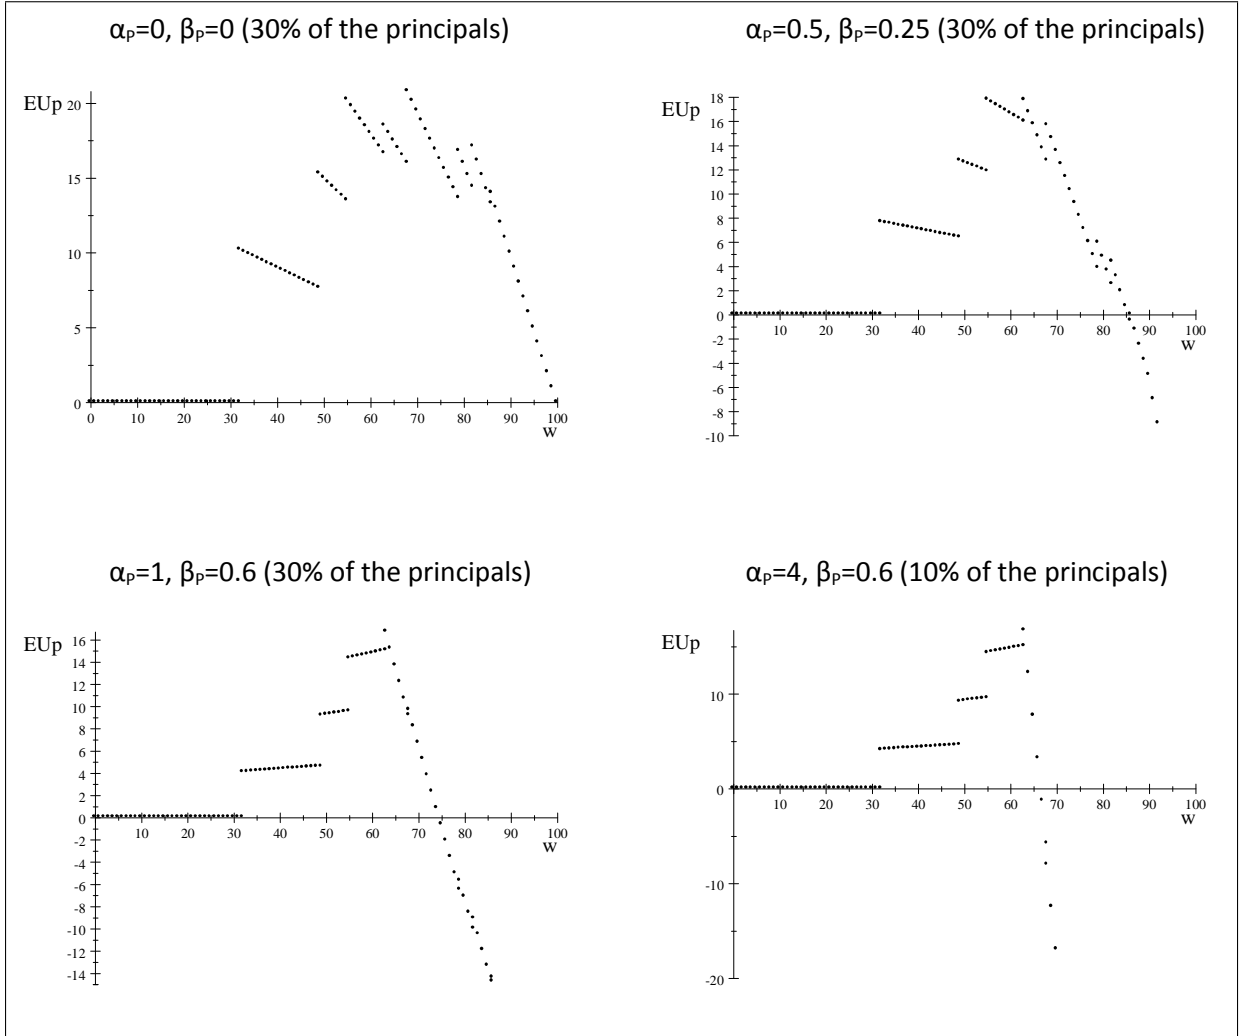 αP=0, βP=0 (30% of the principals)
αP=0.5, βP=0.25 (30% of the principals)
EUp
20
15
10
5
0
0 10 20 30 40 50 60 70 80 90 100
w
EUp
18
16
14
12
10
8
6
4
2
0
-2
-4
-6
-8
-10
10 20 30 40 50 60 70 80 90 100
w
αP=1, βP=0.6 (30% of the principals)
αP=4, βP=0.6 (10% of the principals)
EUp
16
14
12
10
8
6
4
2
0
-2
-4
-6
-8
-10
-12
-14
10 20 30 40 50 60 70 80 90 100
w
EUp
10
0
-10
-20
10 20 30 40 50 60 70 80 90 100
w